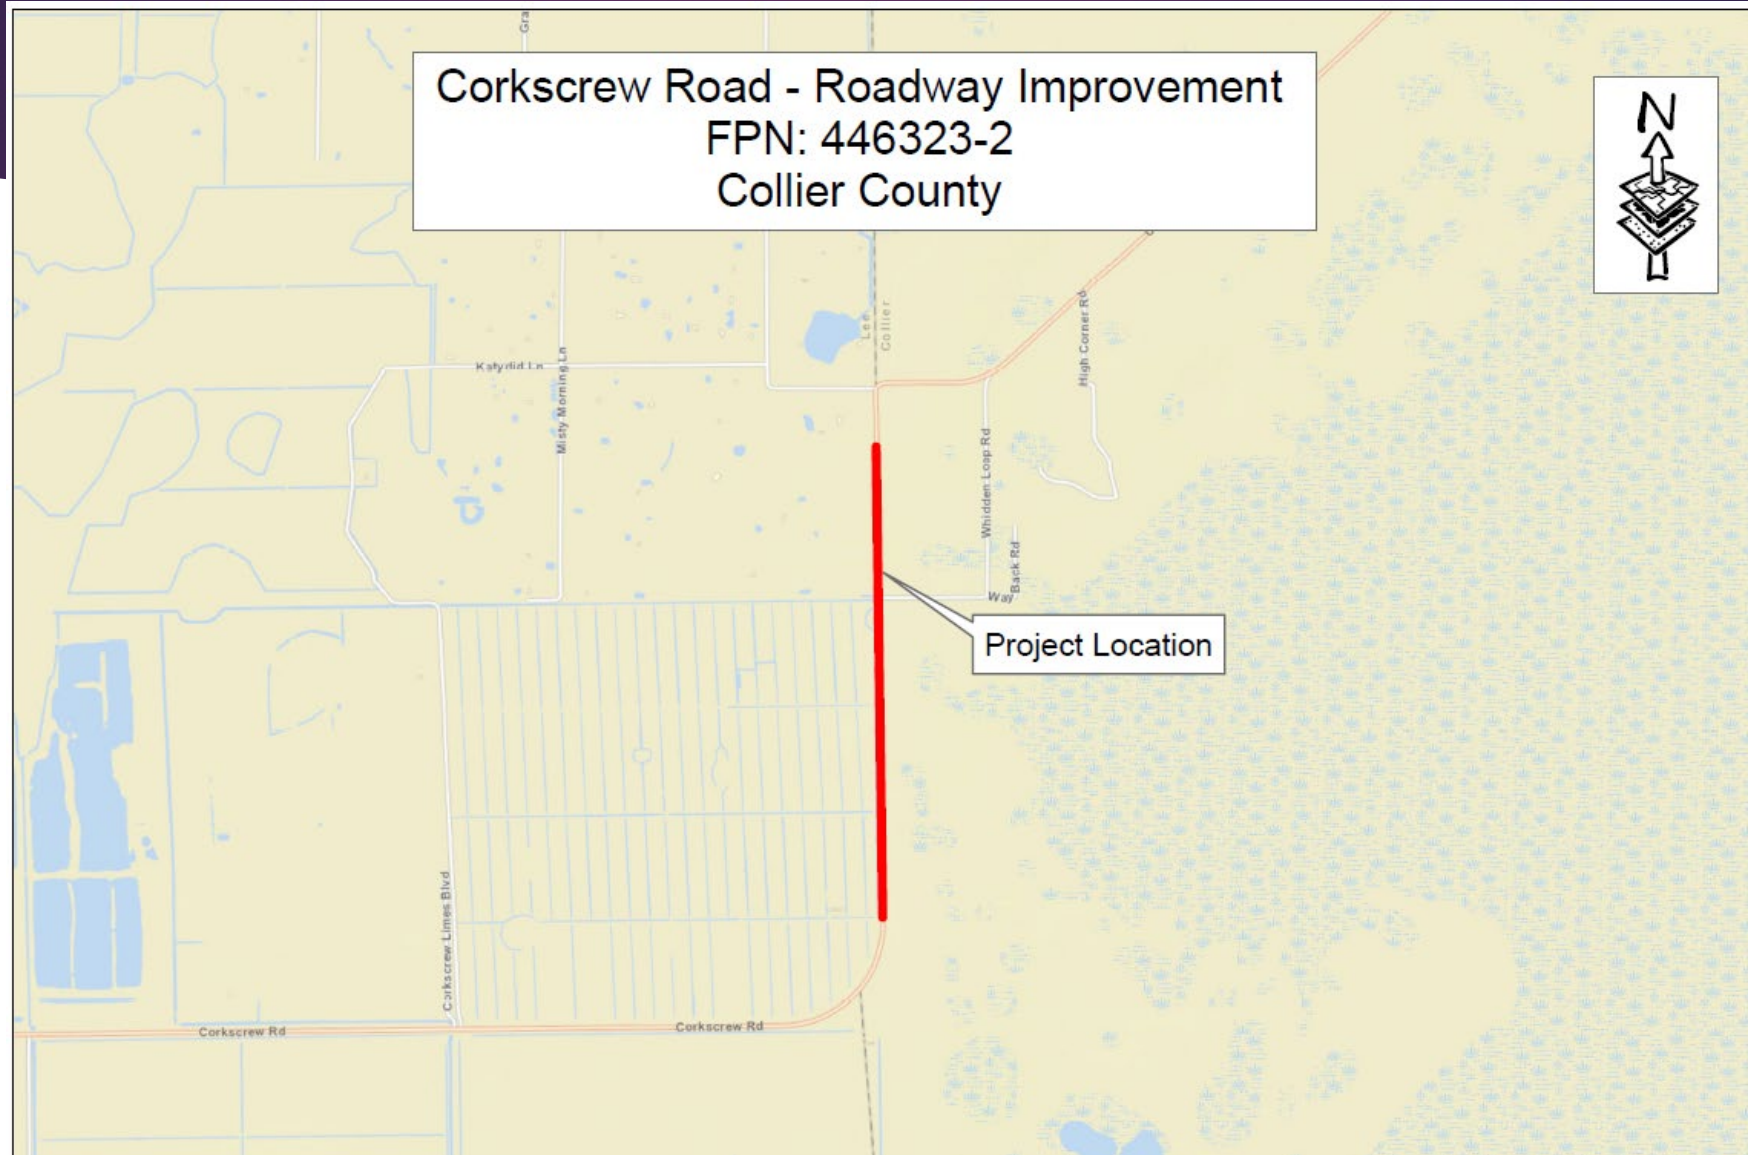 Gra
Corkscrew Road - Roadway Improvement
FPN: 446323-2
Collier County
N
Lee
Collier
High Corner Rd
Katydid Ln
Misty Morning Ln
Whidden Loop Rd
Back Rd
Way
Project Location
Corkscrew Limes Blvd
Corkscrew Rd
Corkscrew Rd